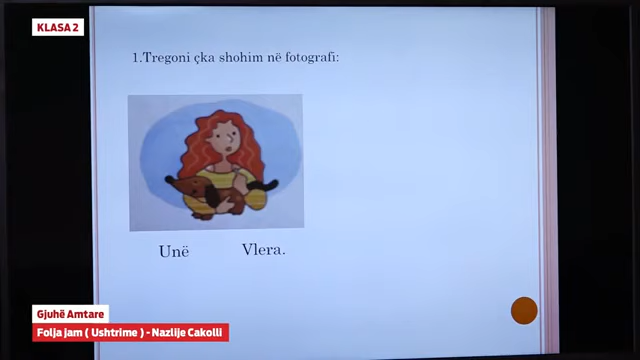 KLASA 2
1.Tregoni çka shohim në fotografi:
Unë Vlera.
Gjuhë Amtare
Folja jam ( Ushtrime ) - Nazlije Cakolli